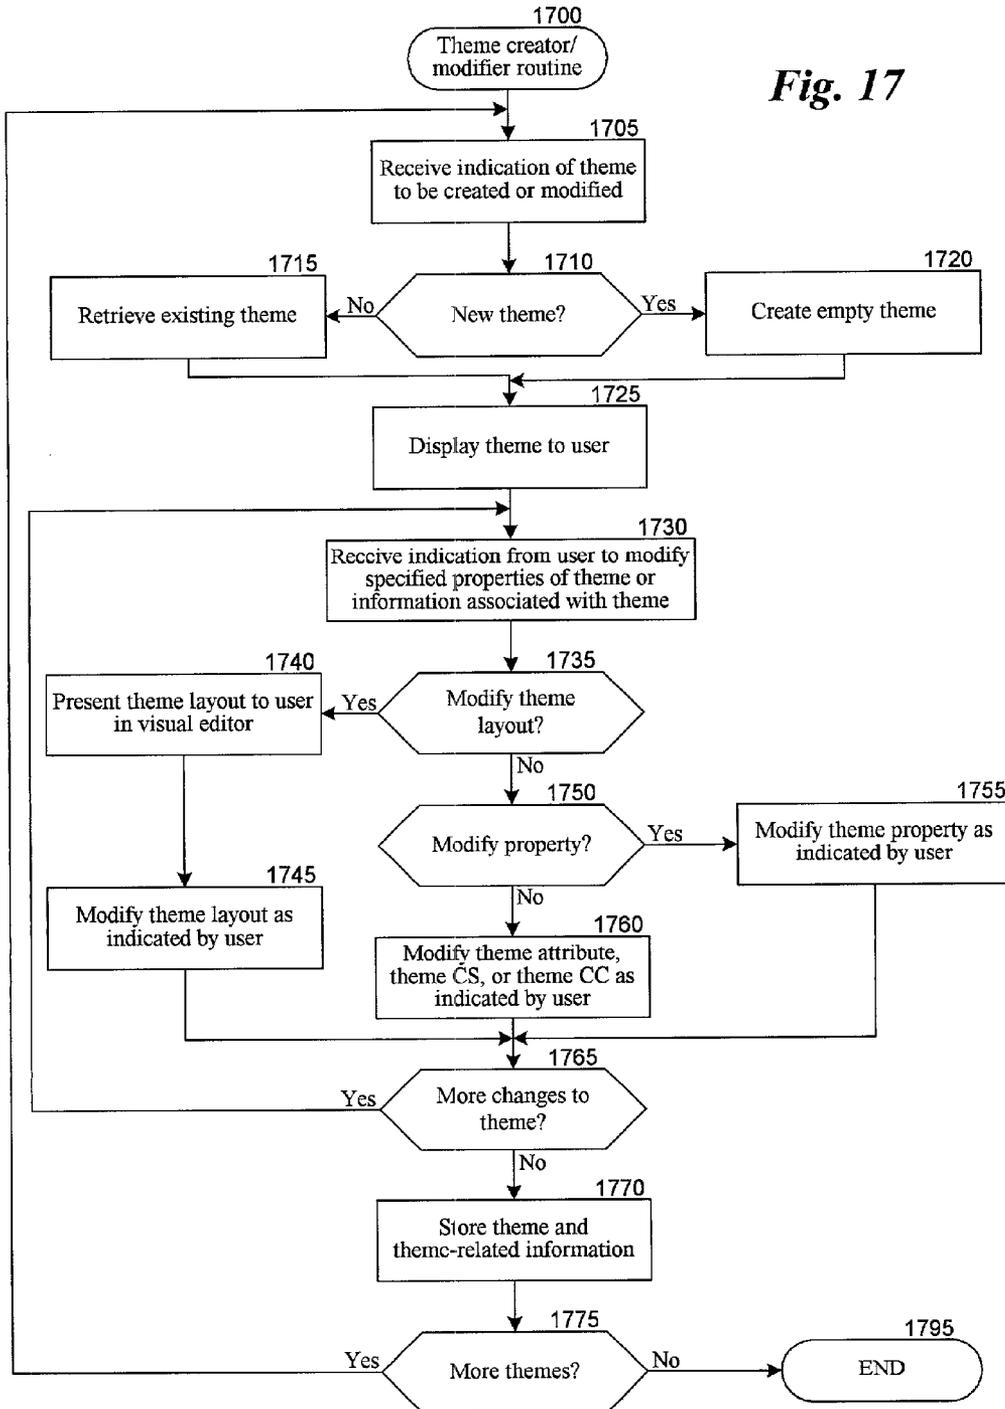 1700
Theme creator/
modifier routine
Fig. 17
1705
Receive indication of theme
to be created or modified
1715
1710
1720
Retrieve existing theme
No
New theme?
Yes
Create empty theme
1725
Display theme to user
1730
Receive indication from user to modify
specified properties of theme or
information associated with theme
1740
1735
Present theme layout to user
in visual editor
Yes
Modify theme
layout?
No
1750
1755
Modify property?
Yes
Modify theme property as
indicated by user
1745
No
Modify theme layout as
indicated by user
1760
Modify theme attribute,
theme CS, or theme CC as
indicated by user
1765
Yes
More changes to
theme?
No
1770
Store theme and
theme-related information
1775
1795
Yes
More themes?
No
END